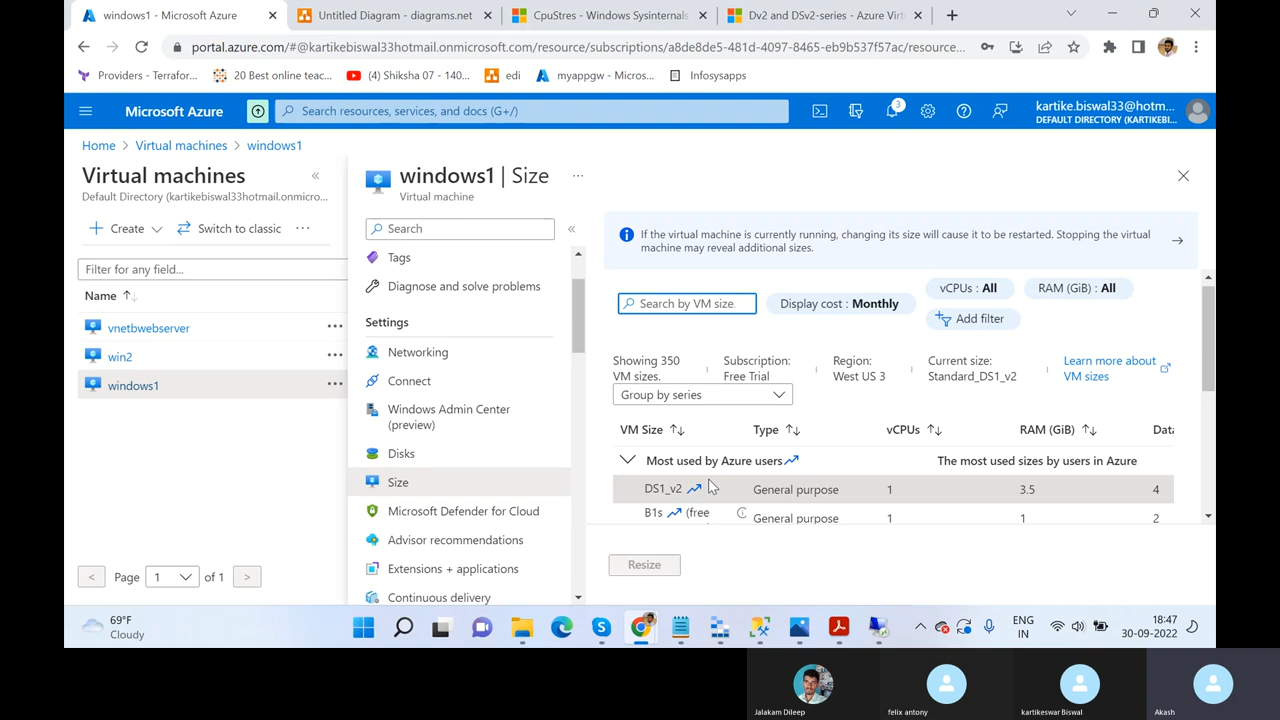 windows1 - Microsoft Azure
Untitled Diagram - diagrams.net
CpuStres - Windows Sysinternals
Dv2 and DSv2-series - Azure Virt
portal.azure.com/#@kartikebiswal33hotmail.onmicrosoft.com/resource/subscriptions/a8de8de5-481d-4097-8465-eb9b537f57ac/resource...
Providers - Terrafor...
20 Best online teac...
(4) Shiksha 07 - 140...
edi
myappgw - Micros...
Infosysapps
Microsoft Azure
Search resources, services, and docs (G+/)
3
kartike.biswal33@hotm...
DEFAULT DIRECTORY (KARTIKEBI...
Home > Virtual machines > windows1
Virtual machines
Default Directory (kartikebiswal33hotmail.onmicro...
Create
Switch to classic
Filter for any field...
Name
vnetbwebserver
win2
windows1
< Page 1 of 1 >
windows1 | Size
Virtual machine
Search
Tags
Diagnose and solve problems
Settings
Networking
Connect
Windows Admin Center
(preview)
Disks
Size
Microsoft Defender for Cloud
Advisor recommendations
Extensions + applications
Continuous delivery
If the virtual machine is currently running, changing its size will cause it to be restarted. Stopping the virtual
machine may reveal additional sizes.
Search by VM size.
Display cost : Monthly
vCPUs : All
RAM (GiB) : All
Add filter
Showing 350
VM sizes.
Subscription:
Free Trial
Region:
West US 3
Current size:
Standard_DS1_v2
Learn more about
VM sizes
Group by series
VM Size
Type
vCPUs
RAM (GiB)
Data
Most used by Azure users
The most used sizes by users in Azure
DS1_v2 General purpose 1 3.5 4
B1s (free General purpose 1 1 2
Resize
69°F
Cloudy
ENG
IN
18:47
30-09-2022
Jalakam Dileep
felix antony
kartikeswar Biswal
Akash